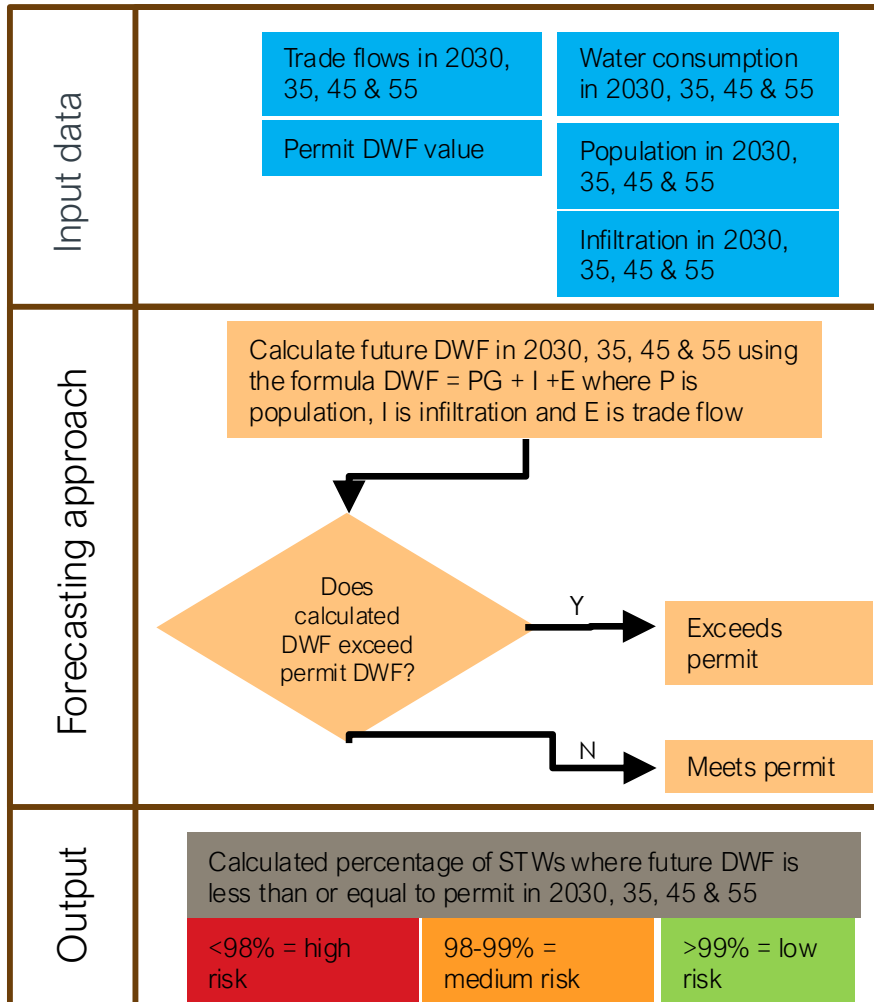 Input data
Trade flows in 2030,
35, 45 & 55
Permit DWF value
Water consumption
in 2030, 35, 45 & 55
Population in 2030,
35, 45 & 55
Infiltration in 2030,
35, 45 & 55
Forecasting approach
Calculate future DWF in 2030, 35, 45 & 55 using
the formula DWF = PG + I +E where P is
population, I is infiltration and E is trade flow
Does
calculated
DWF exceed
permit DWF?
Y
Exceeds
permit
N
Meets permit
Output
Calculated percentage of STWs where future DWF is
less than or equal to permit in 2030, 35, 45 & 55
<98% = high
risk
98-99% =
medium risk
>99% = low
risk